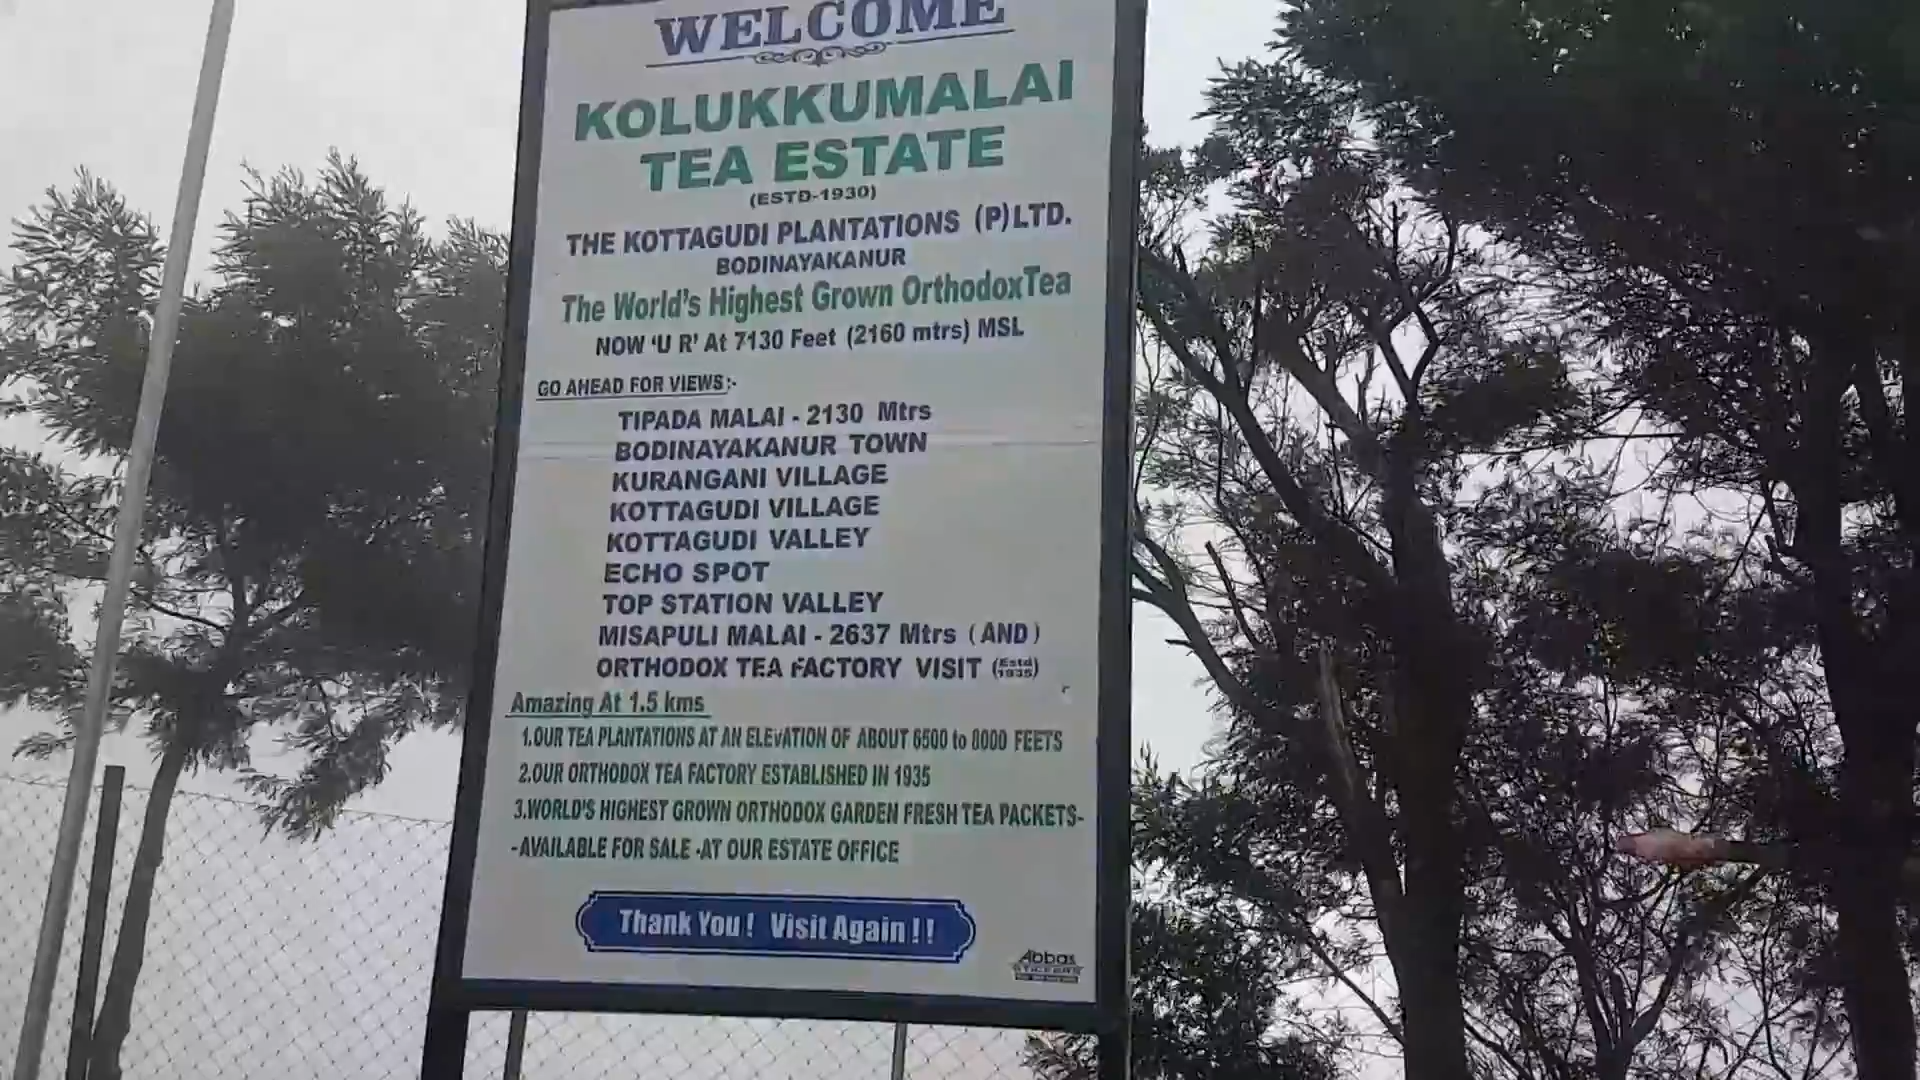 WELCOME
KOLUKKUMALAI
TEA ESTATE
(ESTD-1930)
THE KOTTAGUDI PLANTATIONS (P)LTD.
BODINAYAKANUR
The World's Highest Grown OrthodoxTea
NOW 'U R' At 7130 Feet (2160 mtrs) MSL
GO AHEAD FOR VIEWS:-
TIPADA MALAI - 2130 Mtrs
BODINAYAKANUR TOWN
KURANGANI VILLAGE
KOTTAGUDI VILLAGE
KOTTAGUDI VALLEY
ECHO SPOT
TOP STATION VALLEY
MISAPULI MALAI - 2637 Mtrs (AND)
ORTHODOX TEA FACTORY VISIT (Estd 1935)
Amazing At 1.5 kms
1.OUR TEA PLANTATIONS AT AN ELEVATION OF ABOUT 6500 to 8000 FEETS
2.OUR ORTHODOX TEA FACTORY ESTABLISHED IN 1935
3.WORLD'S HIGHEST GROWN ORTHODOX GARDEN FRESH TEA PACKETS-
-AVAILABLE FOR SALE -AT OUR ESTATE OFFICE
Thank You! Visit Again!!
Abbas
STICKERS